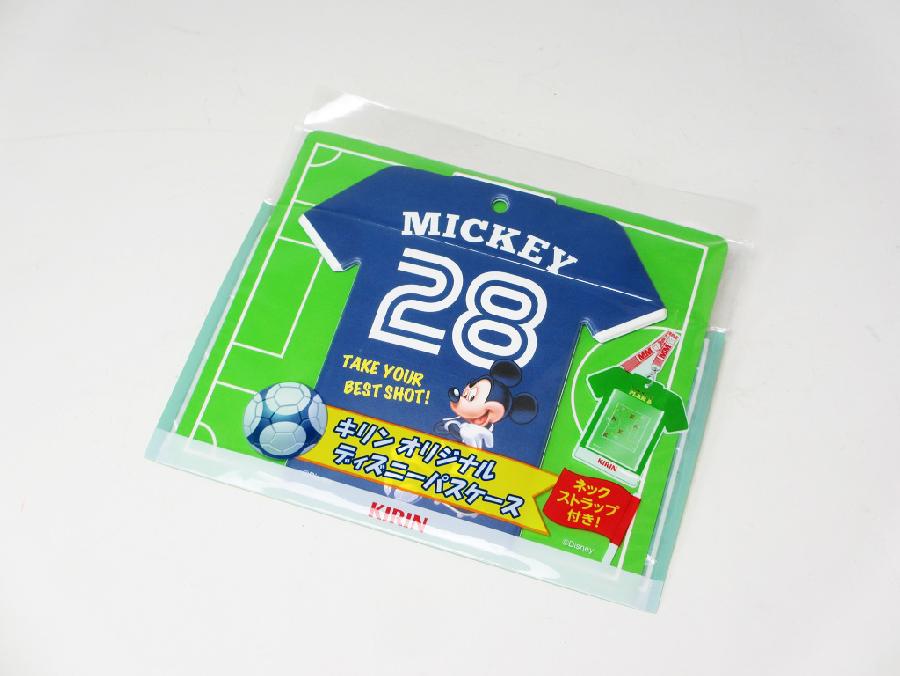 MICKEY
28
TAKE YOUR
BEST SHOT!
キリン オリジナル
ディズニーパスケース
ネック
ストラップ
付き!
KIRIN
KIRIN
©Disney